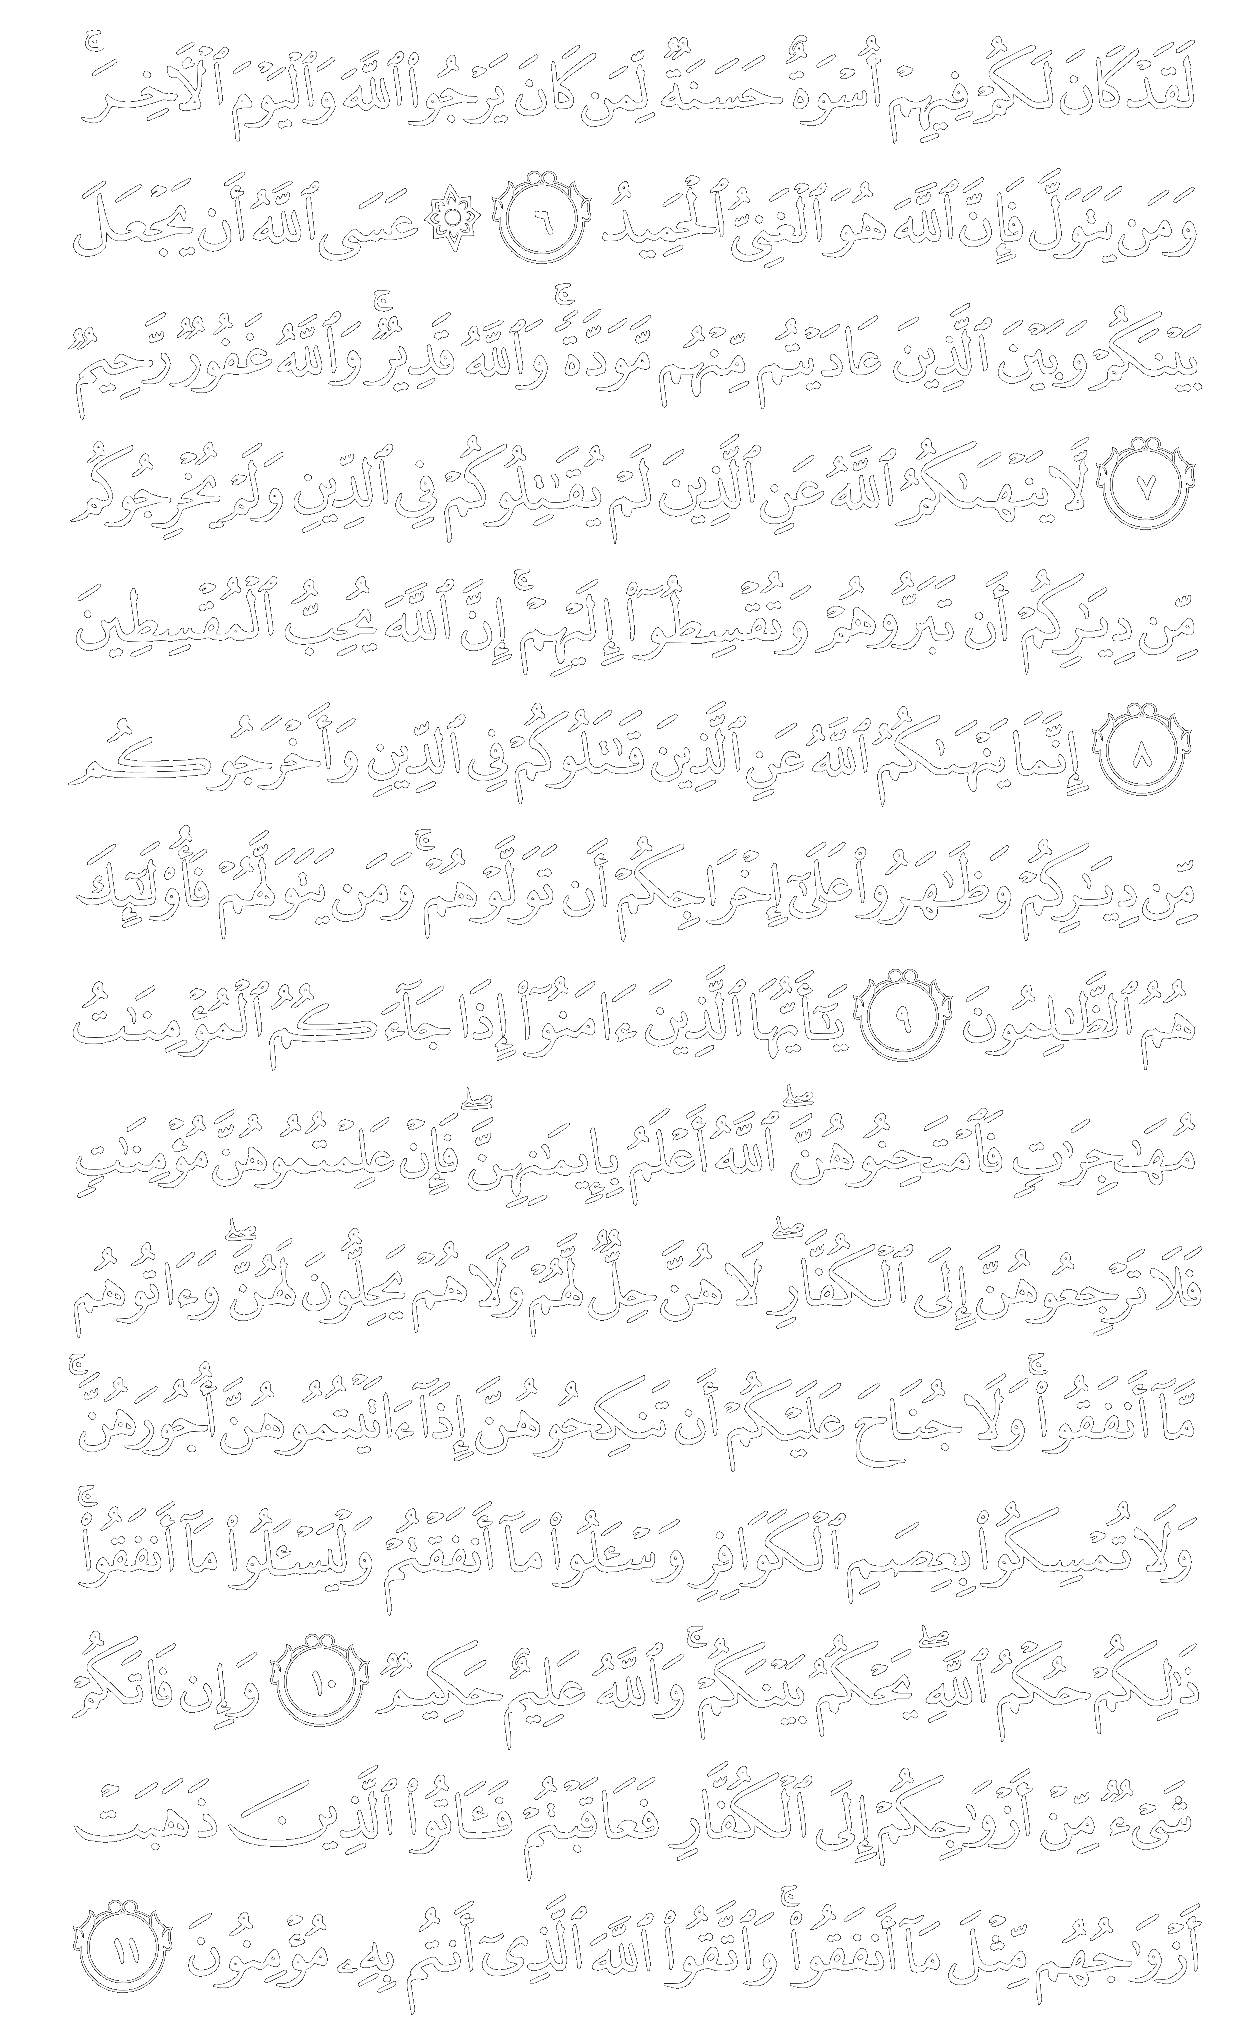 لَقَدْ كَانَ لَكُمْ فِيهِمْ أُسْوَةٌ حَسَنَةٌ لِّمَن كَانَ يَرْجُوا۟ ٱللَّهَ وَٱلْيَوْمَ ٱلْـَٔاخِرَ ۚ
وَمَن يَتَوَلَّ فَإِنَّ ٱللَّهَ هُوَ ٱلْغَنِىُّ ٱلْحَمِيدُ ٦ ۞ عَسَى ٱللَّهُ أَن يَجْعَلَ
بَيْنَكُمْ وَبَيْنَ ٱلَّذِينَ عَادَيْتُم مِّنْهُم مَّوَدَّةً ۚ وَٱللَّهُ قَدِيرٌ ۚ وَٱللَّهُ غَفُورٌ رَّحِيمٌ
٧ لَّا يَنْهَىٰكُمُ ٱللَّهُ عَنِ ٱلَّذِينَ لَمْ يُقَـٰتِلُوكُمْ فِى ٱلدِّينِ وَلَمْ يُخْرِجُوكُم
مِّن دِيَـٰرِكُمْ أَن تَبَرُّوهُمْ وَتُقْسِطُوٓا۟ إِلَيْهِمْ ۚ إِنَّ ٱللَّهَ يُحِبُّ ٱلْمُقْسِطِينَ
٨ إِنَّمَا يَنْهَىٰكُمُ ٱللَّهُ عَنِ ٱلَّذِينَ قَـٰتَلُوكُمْ فِى ٱلدِّينِ وَأَخْرَجُوكُم
مِّن دِيَـٰرِكُمْ وَظَـٰهَرُوا۟ عَلَىٰٓ إِخْرَاجِكُمْ أَن تَوَلَّوْهُمْ ۚ وَمَن يَتَوَلَّهُمْ فَأُو۟لَـٰٓئِكَ
هُمُ ٱلظَّـٰلِمُونَ ٩ يَـٰٓأَيُّهَا ٱلَّذِينَ ءَامَنُوٓا۟ إِذَا جَآءَكُمُ ٱلْمُؤْمِنَـٰتُ
مُهَـٰجِرَٰتٍ فَٱمْتَحِنُوهُنَّ ۖ ٱللَّهُ أَعْلَمُ بِإِيمَـٰنِهِنَّ ۖ فَإِنْ عَلِمْتُمُوهُنَّ مُؤْمِنَـٰتٍ
فَلَا تَرْجِعُوهُنَّ إِلَى ٱلْكُفَّارِ ۖ لَا هُنَّ حِلٌّ لَّهُمْ وَلَا هُمْ يَحِلُّونَ لَهُنَّ ۖ وَءَاتُوهُم
مَّآ أَنفَقُوا۟ ۚ وَلَا جُنَاحَ عَلَيْكُمْ أَن تَنكِحُوهُنَّ إِذَآ ءَاتَيْتُمُوهُنَّ أُجُورَهُنَّ ۚ
وَلَا تُمْسِكُوا۟ بِعِصَمِ ٱلْكَوَافِرِ وَسْـَٔلُوا۟ مَآ أَنفَقْتُمْ وَلْيَسْـَٔلُوا۟ مَآ أَنفَقُوا۟ ۚ
ذَٰلِكُمْ حُكْمُ ٱللَّهِ ۖ يَحْكُمُ بَيْنَكُمْ ۚ وَٱللَّهُ عَلِيمٌ حَكِيمٌ ١٠ وَإِن فَاتَكُمْ
شَىْءٌ مِّنْ أَزْوَٰجِكُمْ إِلَى ٱلْكُفَّارِ فَعَاقَبْتُمْ فَـَٔاتُوا۟ ٱلَّذِينَ ذَهَبَتْ
أَزْوَٰجُهُم مِّثْلَ مَآ أَنفَقُوا۟ ۚ وَٱتَّقُوا۟ ٱللَّهَ ٱلَّذِىٓ أَنتُم بِهِۦ مُؤْمِنُونَ ١١